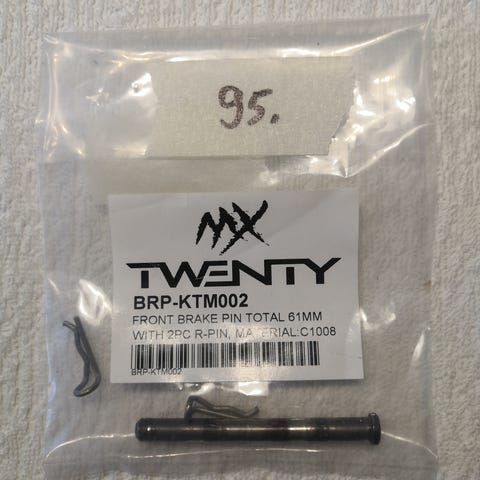 95.
MX
TWENTY
BRP-KTM002
FRONT BRAKE PIN TOTAL 61MM
WITH 2PC R-PIN, MATERIAL:C1008
BRP-KTM002